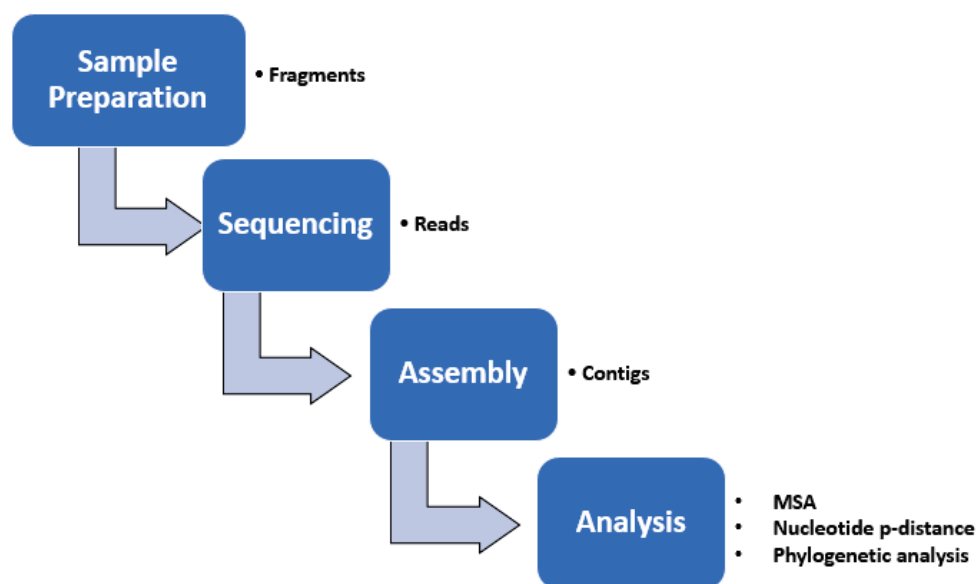 Sample
Preparation
• Fragments
Sequencing
• Reads
Assembly
• Contigs
Analysis
• MSA
• Nucleotide p-distance
• Phylogenetic analysis